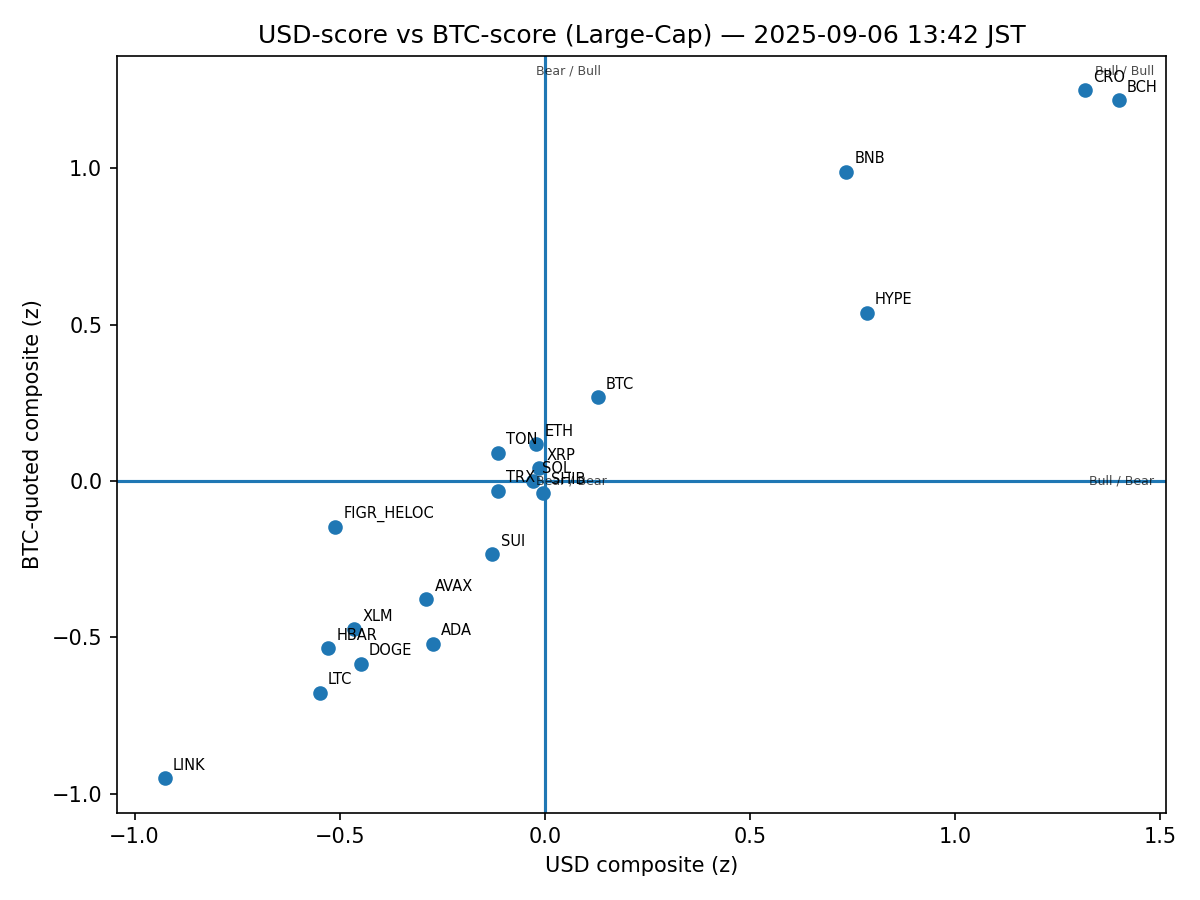 USD-score vs BTC-score (Large-Cap) — 2025-09-06 13:42 JST
Bear / Bull
Bull / Bull
CRO
BCH
BNB
HYPE
BTC
ETH
TON
XRP
SOL
TRX
SHIB
Bear / Bear
Bull / Bear
FIGR_HELOC
SUI
AVAX
XLM
ADA
HBAR
DOGE
LTC
LINK
1.0
0.5
0.0
−0.5
−1.0
BTC-quoted composite (z)
−1.0
−0.5
0.0
0.5
1.0
1.5
USD composite (z)